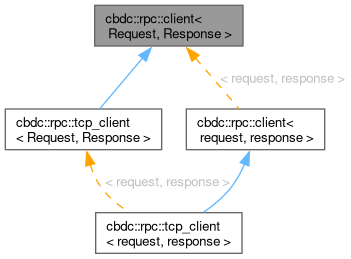 cbdc::rpc::client<
Request, Response >
< request, response >
cbdc::rpc::tcp_client
< Request, Response >
cbdc::rpc::client<
request, response >
< request, response >
cbdc::rpc::tcp_client
< request, response >